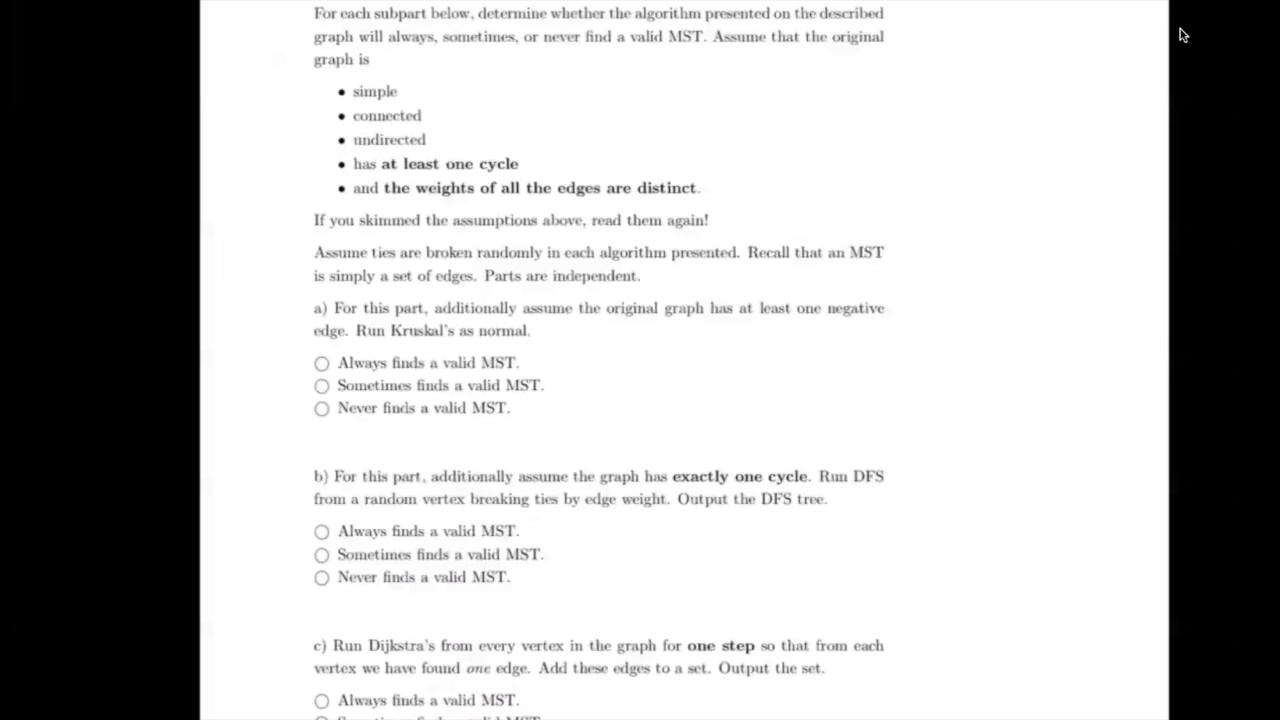 For each subpart below, determine whether the algorithm presented on the described
graph will always, sometimes, or never find a valid MST. Assume that the original
graph is
• simple
• connected
• undirected
• has at least one cycle
• and the weights of all the edges are distinct.
If you skimmed the assumptions above, read them again!
Assume ties are broken randomly in each algorithm presented. Recall that an MST
is simply a set of edges. Parts are independent.
a) For this part, additionally assume the original graph has at least one negative
edge. Run Kruskal's as normal.
Always finds a valid MST.
Sometimes finds a valid MST.
Never finds a valid MST.
b) For this part, additionally assume the graph has exactly one cycle. Run DFS
from a random vertex breaking ties by edge weight. Output the DFS tree.
Always finds a valid MST.
Sometimes finds a valid MST.
Never finds a valid MST.
c) Run Dijkstra's from every vertex in the graph for one step so that from each
vertex we have found one edge. Add these edges to a set. Output the set.
Always finds a valid MST.